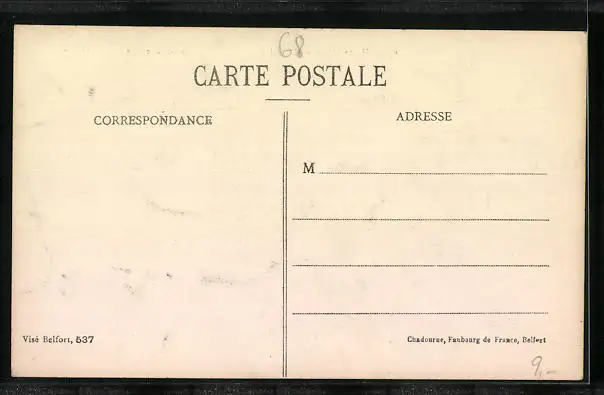 68
CARTE POSTALE
CORRESPONDANCE
ADRESSE
M
Visé Belfort, 537
Chadourne, Faubourg de France, Belfort
9,-